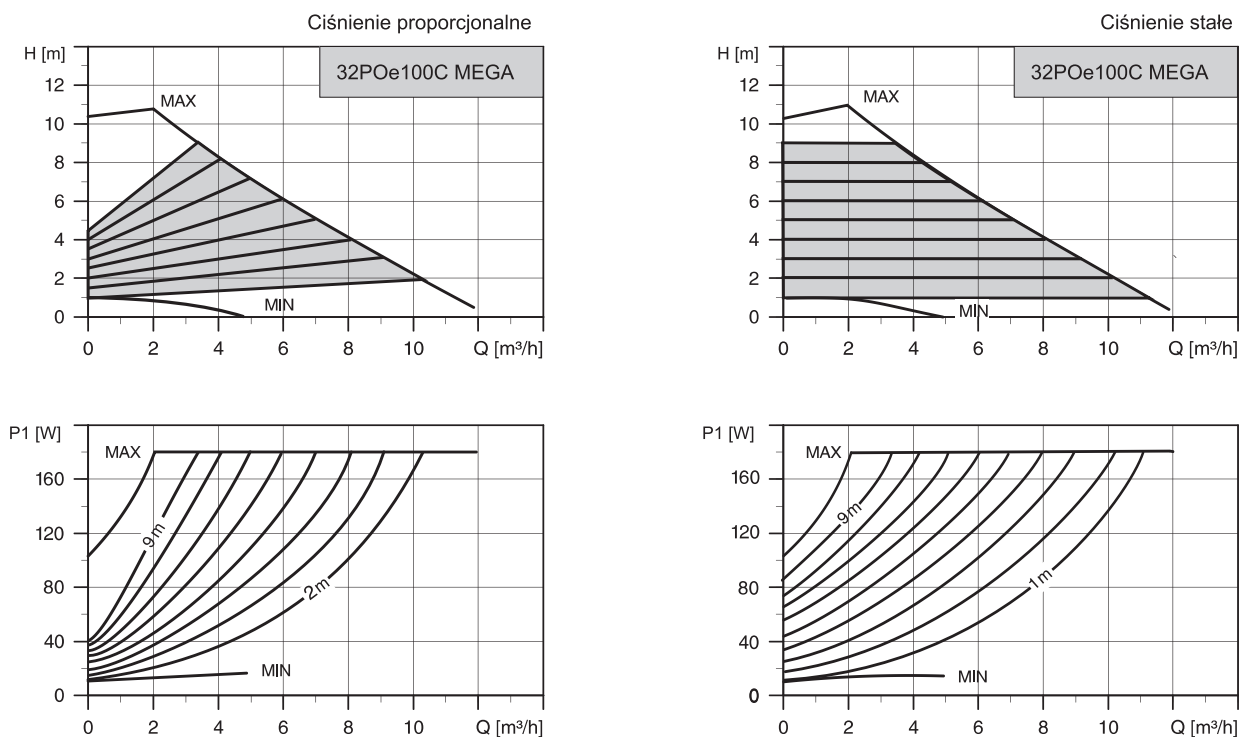 Ciśnienie proporcjonalne
H [m]
32POe100C MEGA
12
MAX
10
8
6
4
2
MIN
0
0 2 4 6 8 10 Q [m³/h]
Ciśnienie stałe
H [m]
32POe100C MEGA
12
MAX
10
8
6
4
2
MIN
0
0 2 4 6 8 10 Q [m³/h]
P1 [W]
MAX
160
9m
120
80
2m
40
MIN
0
0 2 4 6 8 10 Q [m³/h]
P1 [W]
MAX
160
9m
120
80
1m
40
MIN
0
0 2 4 6 8 10 Q [m³/h]